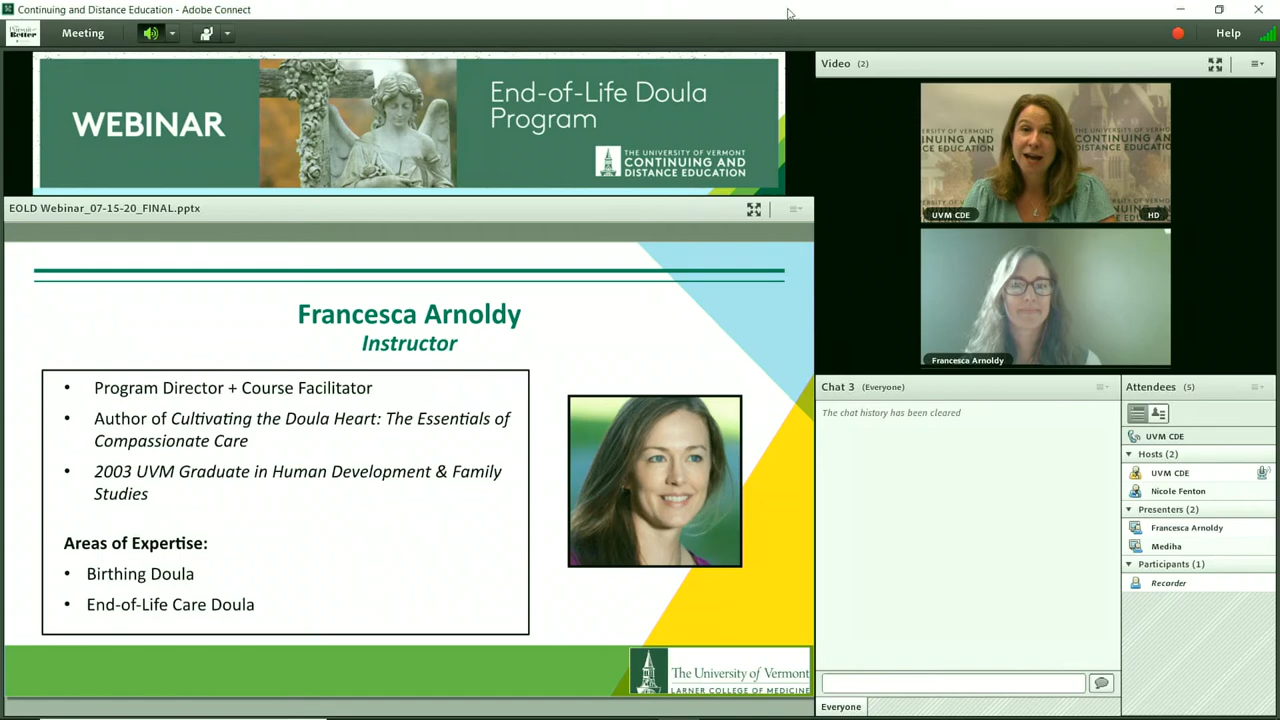 Continuing and Distance Education - Adobe Connect
Meeting
Help
WEBINAR
End-of-Life Doula
Program
THE UNIVERSITY OF VERMONT
CONTINUING AND
DISTANCE EDUCATION
EOLD Webinar_07-15-20_FINAL.pptx
Francesca Arnoldy
Instructor
• Program Director + Course Facilitator
• Author of Cultivating the Doula Heart: The Essentials of
Compassionate Care
• 2003 UVM Graduate in Human Development & Family
Studies
Areas of Expertise:
• Birthing Doula
• End-of-Life Care Doula
The University of Vermont
LARNER COLLEGE OF MEDICINE
Video (2)
UVM CDE
HD
Francesca Arnoldy
Chat 3 (Everyone)
The chat history has been cleared
Everyone
Attendees (5)
UVM CDE
Hosts (2)
UVM CDE
Nicole Fenton
Presenters (2)
Francesca Arnoldy
Mediha
Participants (1)
Recorder